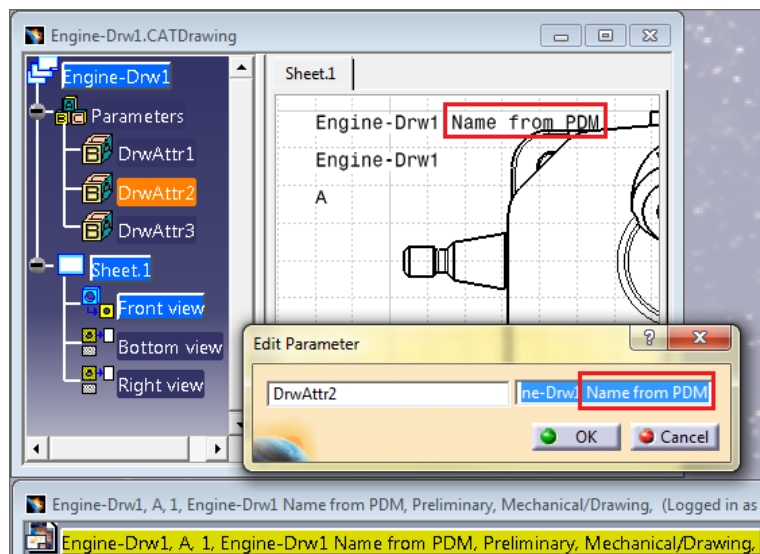 Engine-Drw1.CATDrawing
Engine-Drw1
Parameters
DrwAttr1
DrwAttr2
DrwAttr3
Sheet.1
Front view
Bottom view
Right view
Sheet.1
Engine-Drw1 Name from PDM
Engine-Drw1
A
Edit Parameter
?
DrwAttr2
ne-Drw1 Name from PDM
OK
Cancel
Engine-Drw1, A, 1, Engine-Drw1 Name from PDM, Preliminary, Mechanical/Drawing, (Logged in as
Engine-Drw1, A, 1, Engine-Drw1 Name from PDM, Preliminary, Mechanical/Drawing,